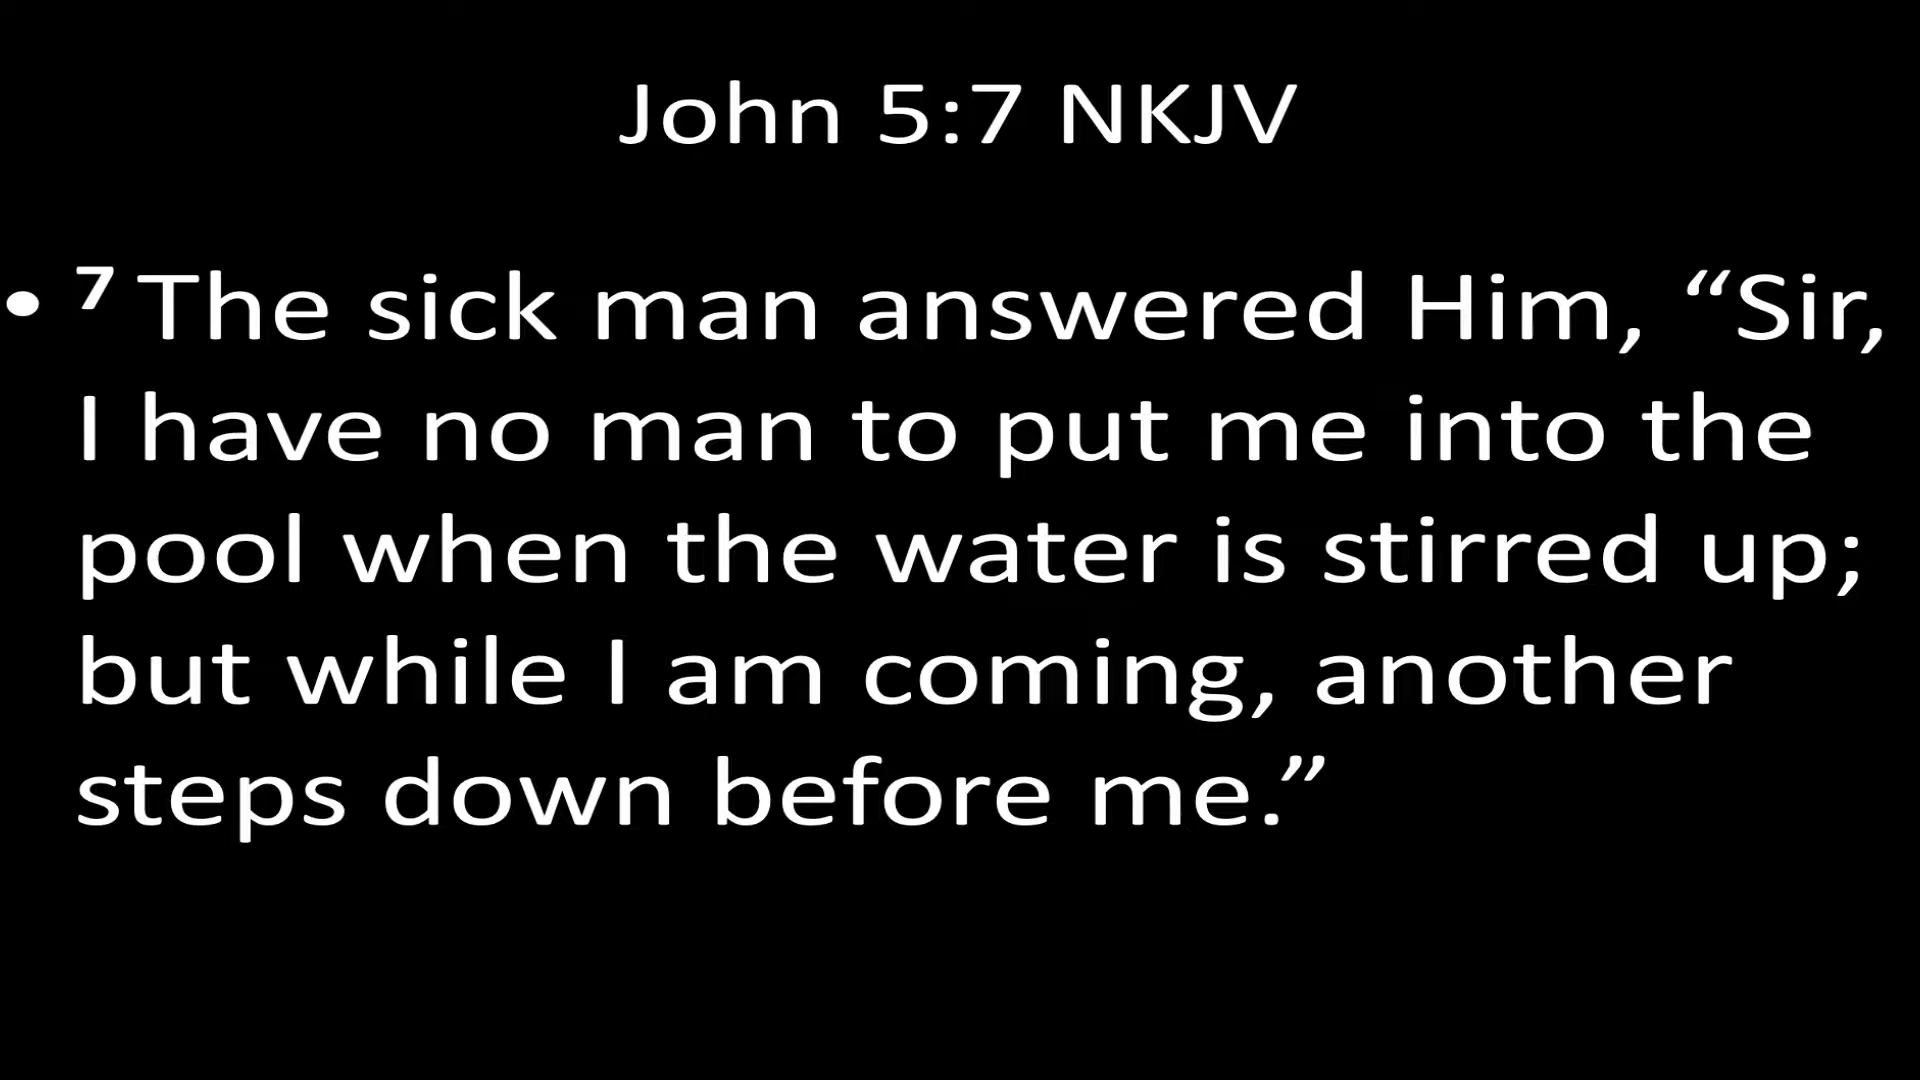 John 5:7 NKJV
• 7 The sick man answered Him, “Sir,
I have no man to put me into the
pool when the water is stirred up;
but while I am coming, another
steps down before me.”